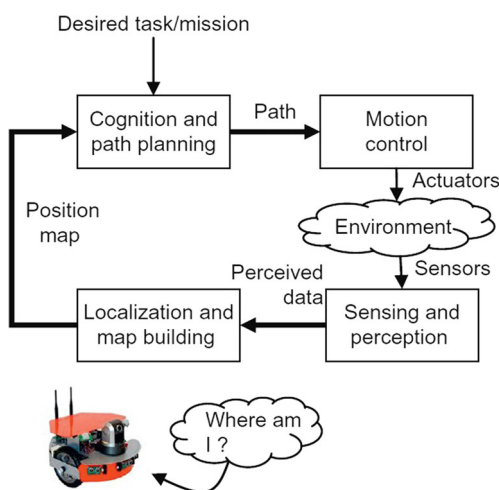 Desired task/mission
Cognition and
path planning
Path
Motion
control
Actuators
Position
map
Environment
Sensors
Perceived
data
Localization and
map building
Sensing and
perception
Where am
I ?